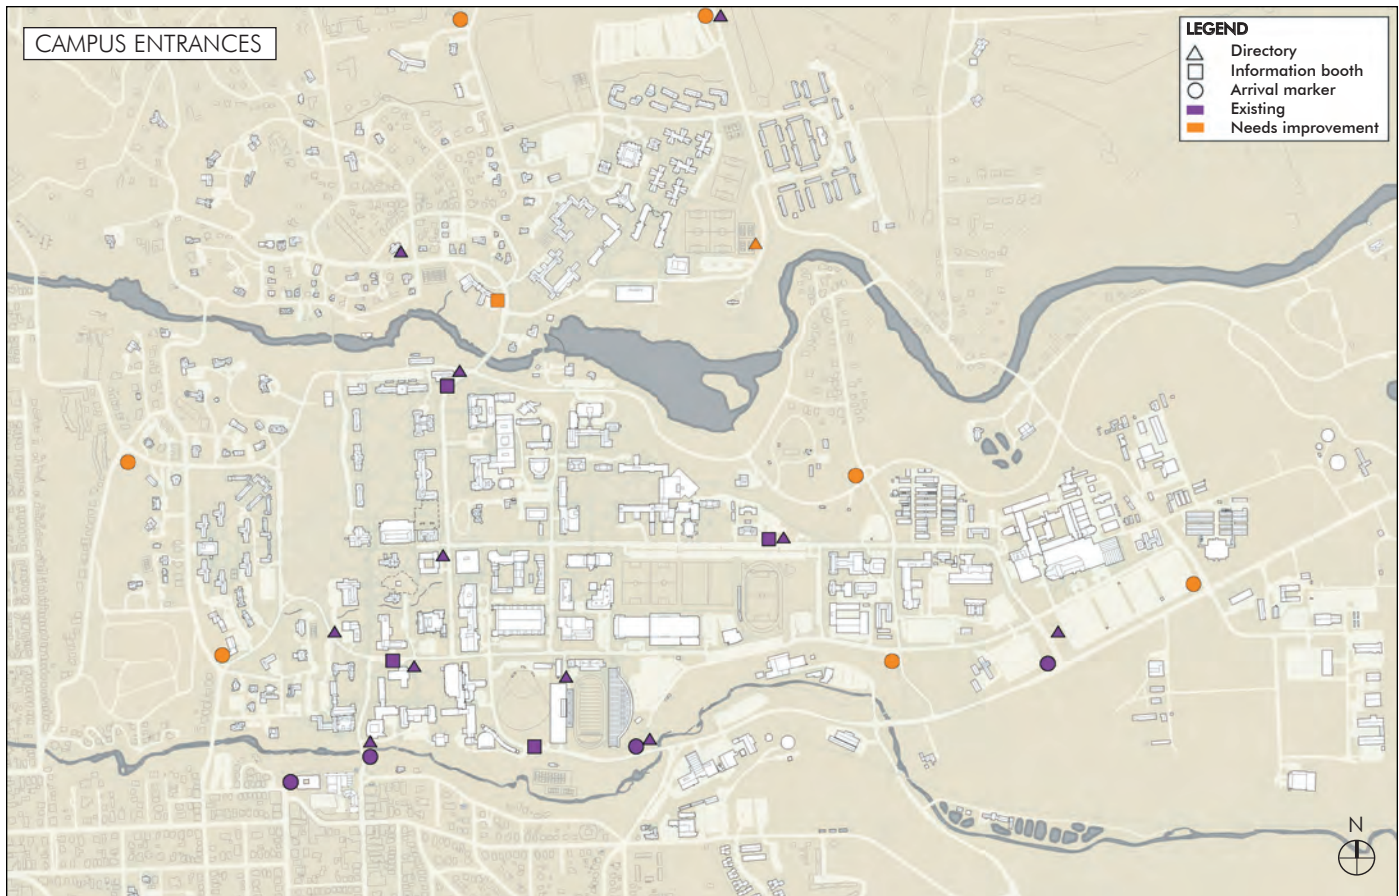 CAMPUS ENTRANCES
LEGEND
Directory
Information booth
Arrival marker
Existing
Needs improvement
N